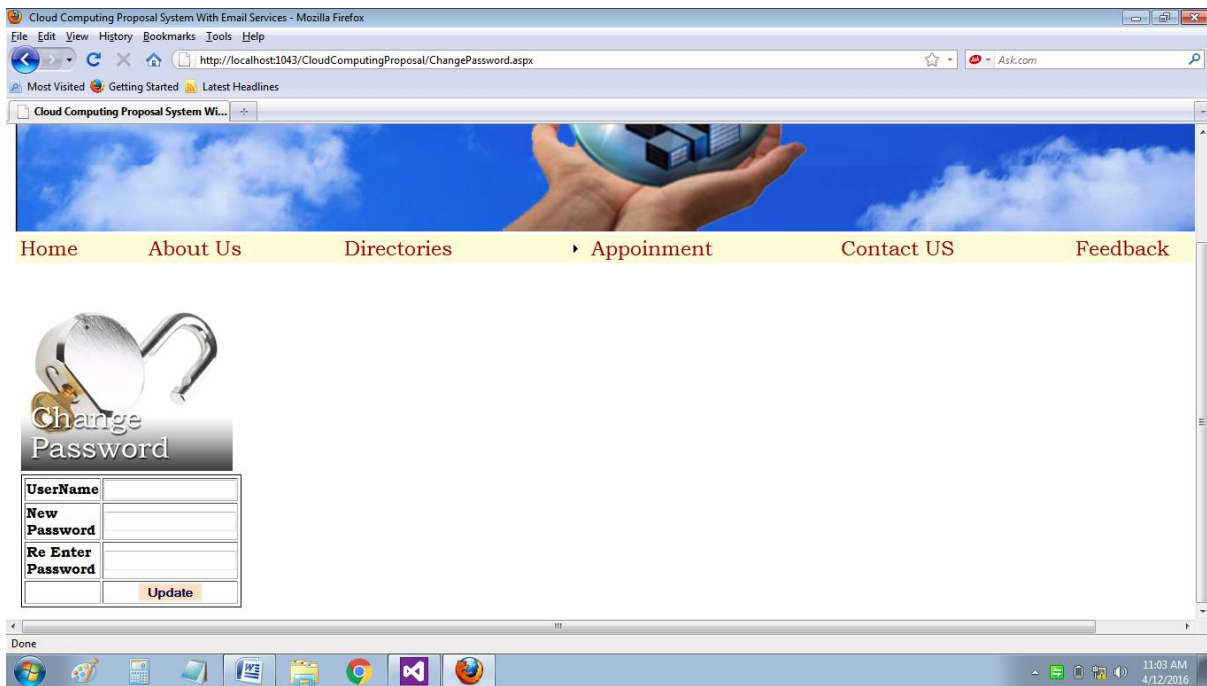 Cloud Computing Proposal System With Email Services - Mozilla Firefox
File Edit View History Bookmarks Tools Help
http://localhost:1043/CloudComputingProposal/ChangePassword.aspx
Ask.com
Most Visited Getting Started Latest Headlines
Cloud Computing Proposal System Wi...
Home About Us Directories Appoinment Contact US Feedback
Change
Password
UserName
New
Password
Re Enter
Password
Update
Done
11:03 AM
4/12/2016